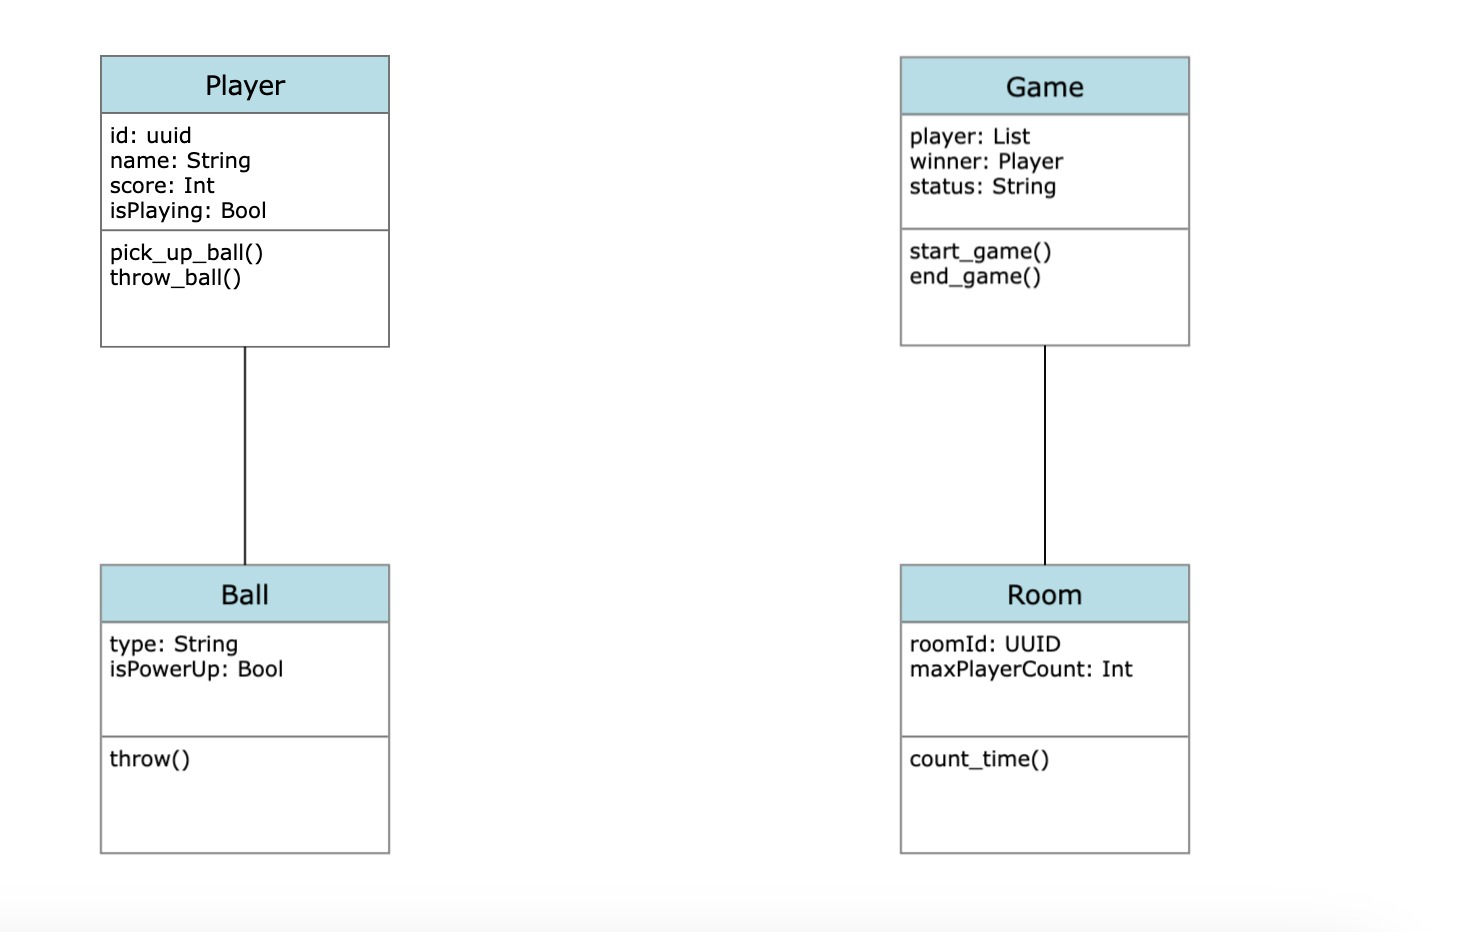 Player
id: uuid
name: String
score: Int
isPlaying: Bool
pick_up_ball()
throw_ball()
Game
player: List
winner: Player
status: String
start_game()
end_game()
Ball
type: String
isPowerUp: Bool
throw()
Room
roomId: UUID
maxPlayerCount: Int
count_time()